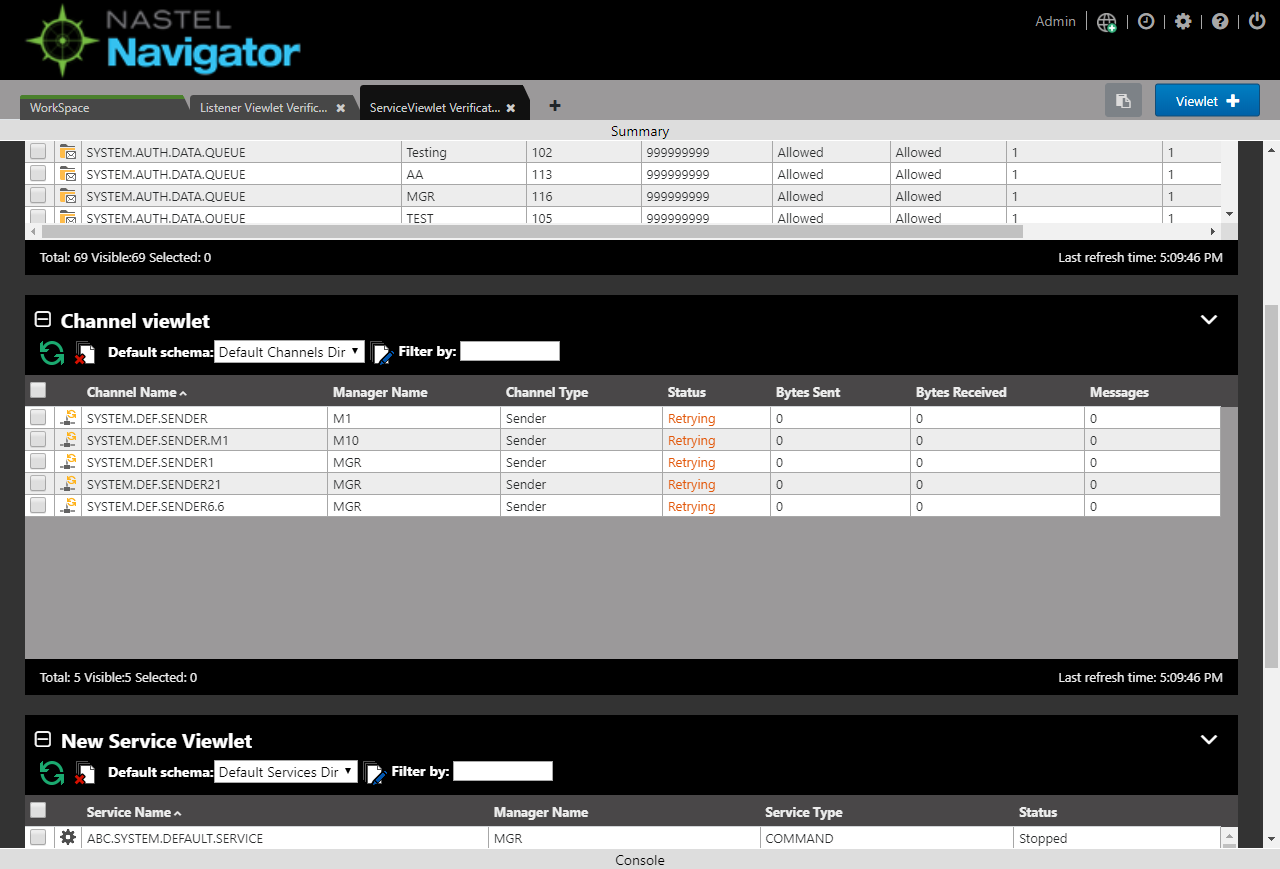 NASTEL
Navigator
Admin
WorkSpace Listener Viewlet Verific... ServiceViewlet Verificat... Viewlet
Summary
SYSTEM.AUTH.DATA.QUEUE Testing 102 999999999 Allowed Allowed 1 1
SYSTEM.AUTH.DATA.QUEUE AA 113 999999999 Allowed Allowed 1 1
SYSTEM.AUTH.DATA.QUEUE MGR 116 999999999 Allowed Allowed 1 1
SYSTEM.AUTH.DATA.QUEUE TEST 105 999999999 Allowed Allowed 1 1
Total: 69 Visible:69 Selected: 0 Last refresh time: 5:09:46 PM
Channel viewlet
Default schema: Default Channels Dir Filter by:
Channel Name Manager Name Channel Type Status Bytes Sent Bytes Received Messages
SYSTEM.DEF.SENDER M1 Sender Retrying 0 0 0
SYSTEM.DEF.SENDER.M1 M10 Sender Retrying 0 0 0
SYSTEM.DEF.SENDER1 MGR Sender Retrying 0 0 0
SYSTEM.DEF.SENDER21 MGR Sender Retrying 0 0 0
SYSTEM.DEF.SENDER6.6 MGR Sender Retrying 0 0 0
Total: 5 Visible:5 Selected: 0 Last refresh time: 5:09:46 PM
New Service Viewlet
Default schema: Default Services Dir Filter by:
Service Name Manager Name Service Type Status
ABC.SYSTEM.DEFAULT.SERVICE MGR COMMAND Stopped
Console